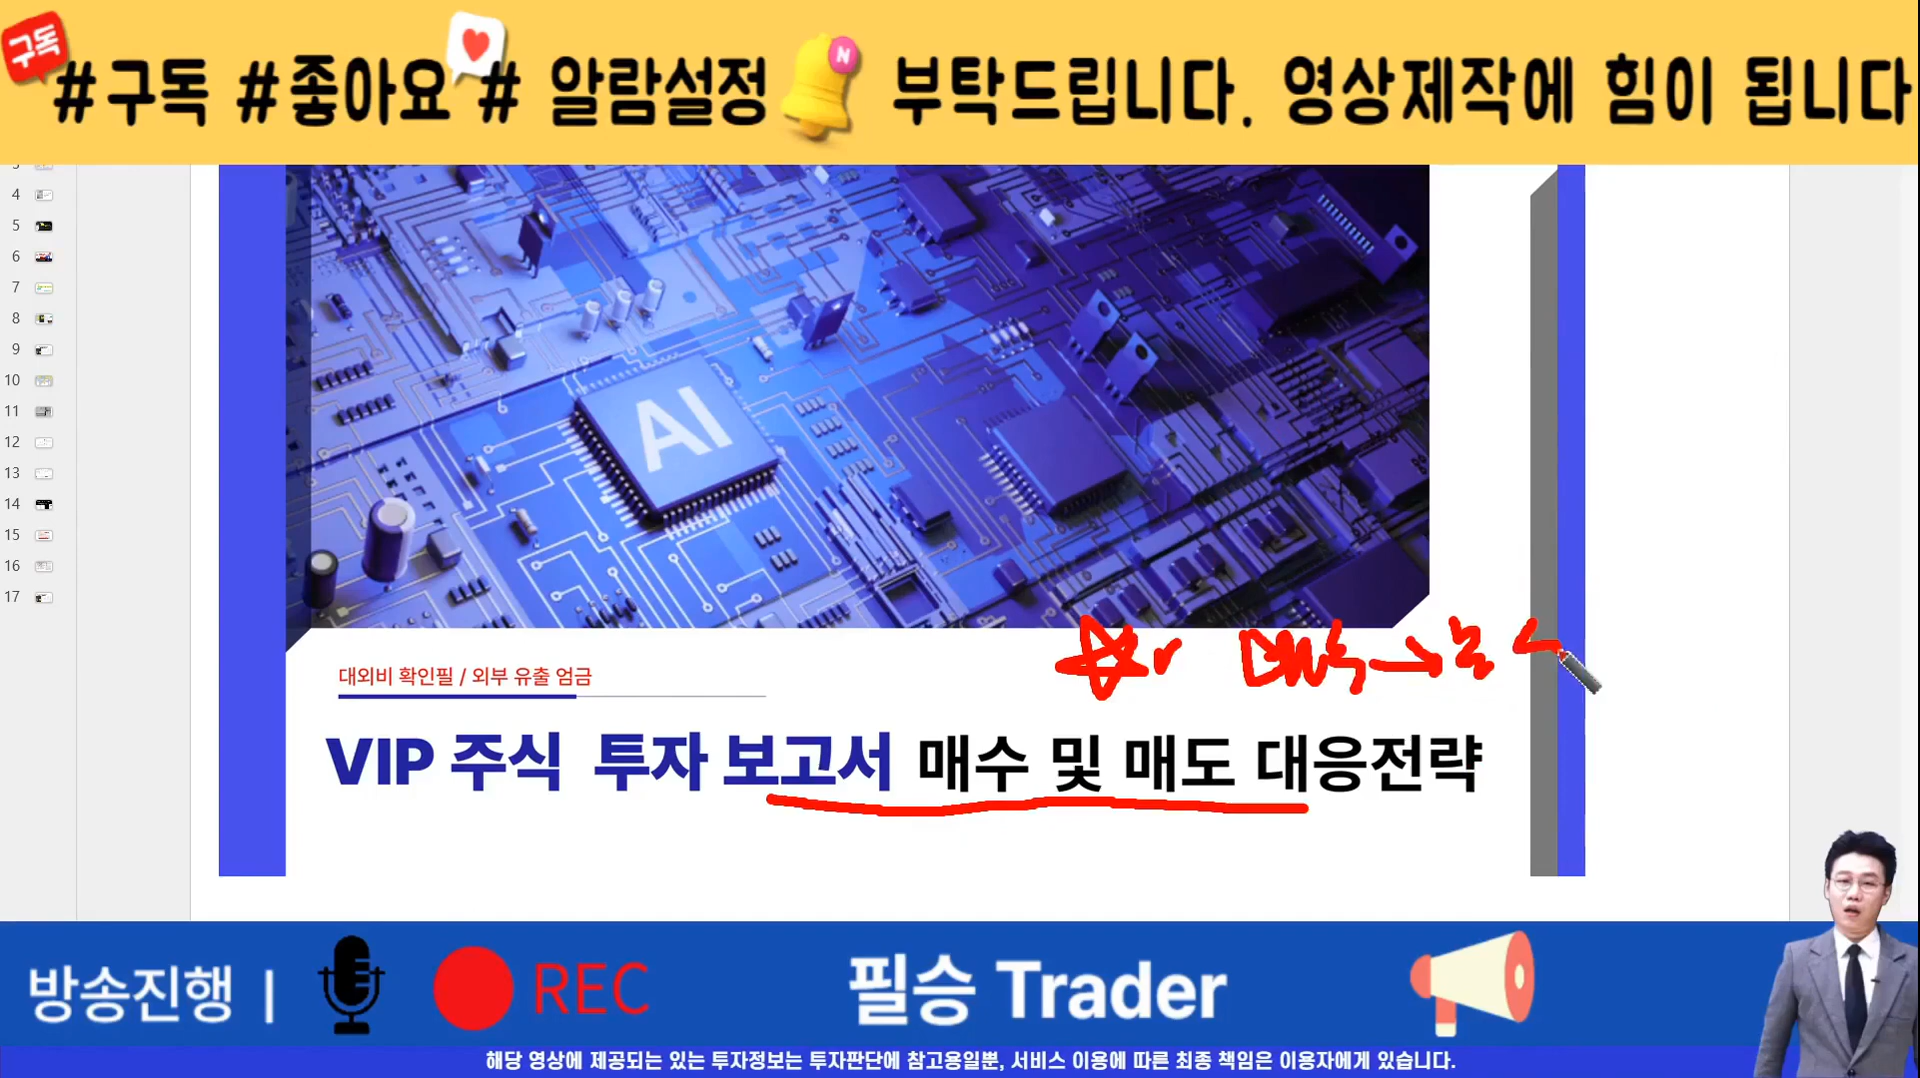 구독
#구독 #좋아요 # 알람설정 N 부탁드립니다. 영상제작에 힘이 됩니다
4
5
6
7
8
9
10
11
12
13
14
15
16
17
AI
대외비 확인필 / 외부 유출 엄금
VIP 주식 투자 보고서 매수 및 매도 대응전략
방송진행 | REC 필승 Trader
해당 영상에 제공되는 있는 투자정보는 투자판단에 참고용일뿐, 서비스 이용에 따른 최종 책임은 이용자에게 있습니다.